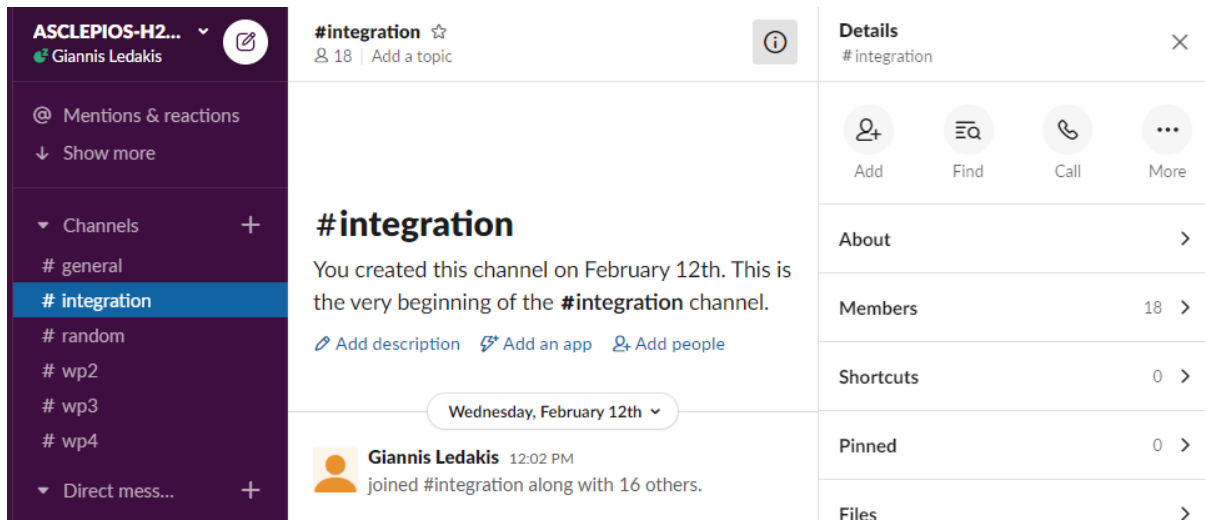 ASCLEPIOS-H2...
Giannis Ledakis
@ Mentions & reactions
Show more
Channels
# general
# integration
# random
# wp2
# wp3
# wp4
Direct mess...
#integration
18 | Add a topic
#integration
You created this channel on February 12th. This is
the very beginning of the #integration channel.
Add description Add an app Add people
Wednesday, February 12th
Giannis Ledakis 12:02 PM
joined #integration along with 16 others.
Details
# integration
Add Find Call More
About
Members 18
Shortcuts 0
Pinned 0
Files